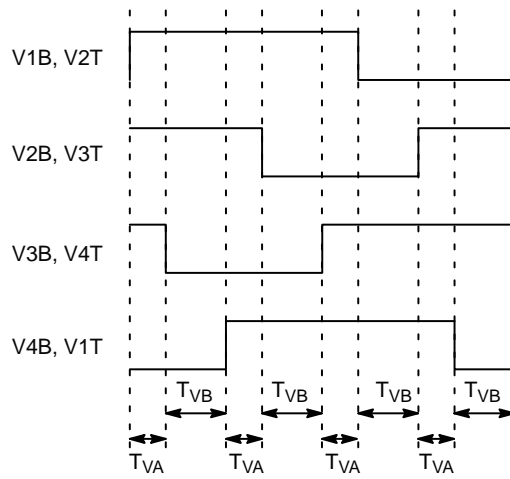 V1B, V2T
V2B, V3T
V3B, V4T
V4B, V1T
TVB TVB TVB TVB
TVA TVA TVA TVA